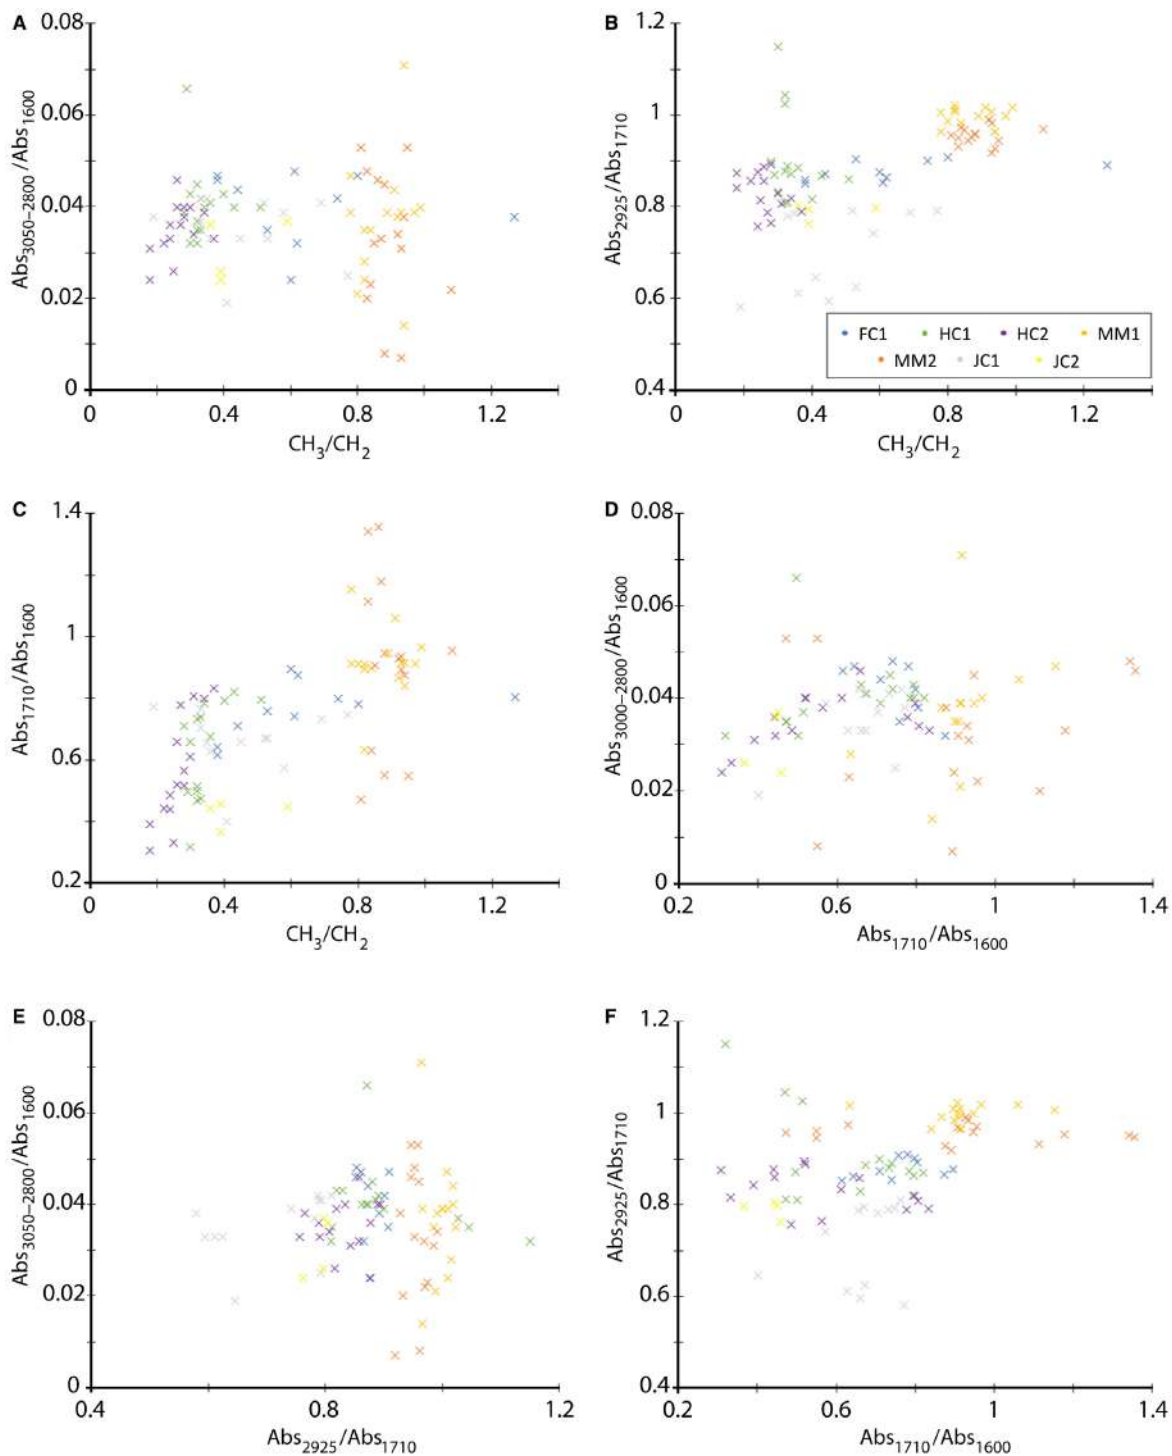 A
0.08
0.06
0.04
0.02
0
Abs3050–2800/Abs1600
0 0.4 0.8 1.2
CH3/CH2
B
1.2
1
0.8
0.6
0.4
Abs2925/Abs1710
FC1 HC1 HC2 MM1
MM2 JC1 JC2
0 0.4 0.8 1.2
CH3/CH2
C
1.4
1
0.6
0.2
Abs1710/Abs1600
0 0.4 0.8 1.2
CH3/CH2
D
0.08
0.06
0.04
0.02
0
Abs3000–2800/Abs1600
0.2 0.6 1 1.4
Abs1710/Abs1600
E
0.08
0.06
0.04
0.02
0
Abs3050–2800/Abs1600
0.4 0.8 1.2
Abs2925/Abs1710
F
1.2
1
0.8
0.6
0.4
Abs2925/Abs1710
0.2 0.6 1 1.4
Abs1710/Abs1600